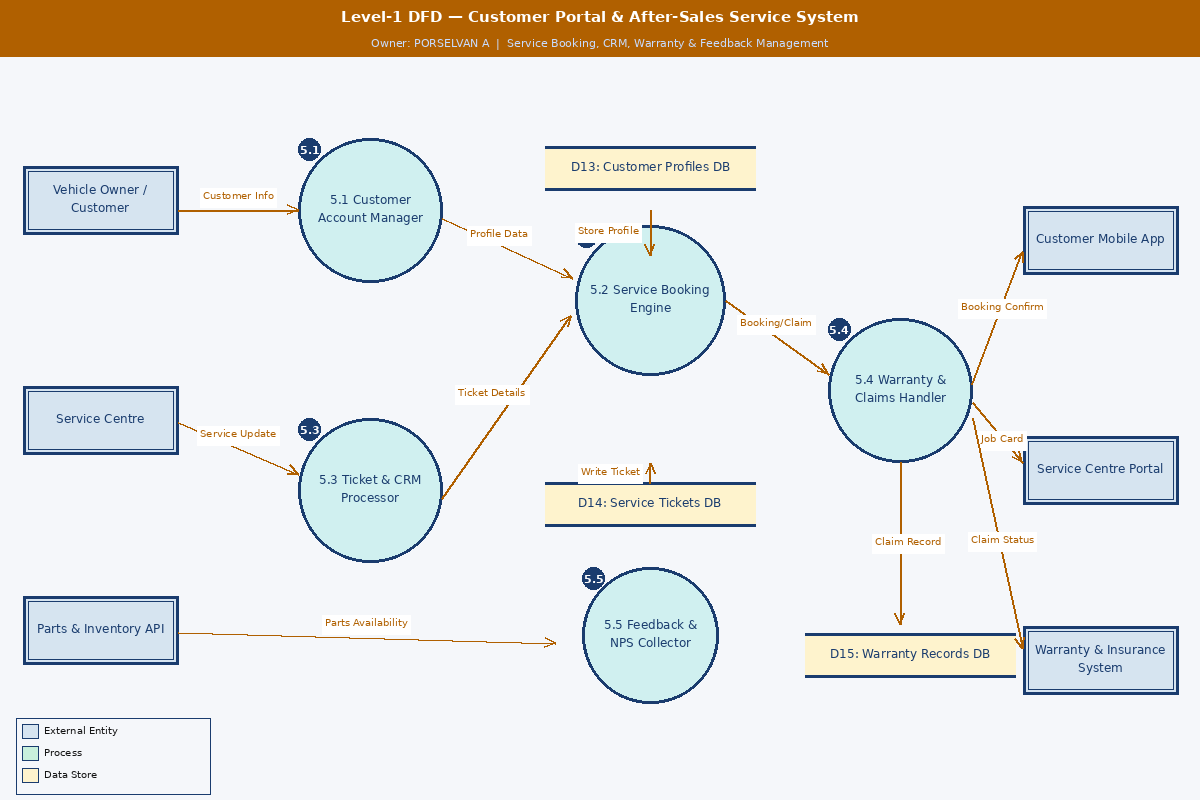 Level-1 DFD — Customer Portal & After-Sales Service System
Owner: PORSELVAN A | Service Booking, CRM, Warranty & Feedback Management
5.1
D13: Customer Profiles DB
Vehicle Owner /
Customer
Customer Info
5.1 Customer
Account Manager
Profile Data
Store Profile
Customer Mobile App
5.2 Service Booking
Engine
Booking Confirm
Booking/Claim
5.4
5.4 Warranty &
Claims Handler
Ticket Details
Service Centre
Service Update
5.3
5.3 Ticket & CRM
Processor
Write Ticket
D14: Service Tickets DB
Job Card
Service Centre Portal
Claim Record
Claim Status
5.5
Parts & Inventory API
Parts Availability
5.5 Feedback &
NPS Collector
D15: Warranty Records DB
Warranty & Insurance
System
External Entity
Process
Data Store